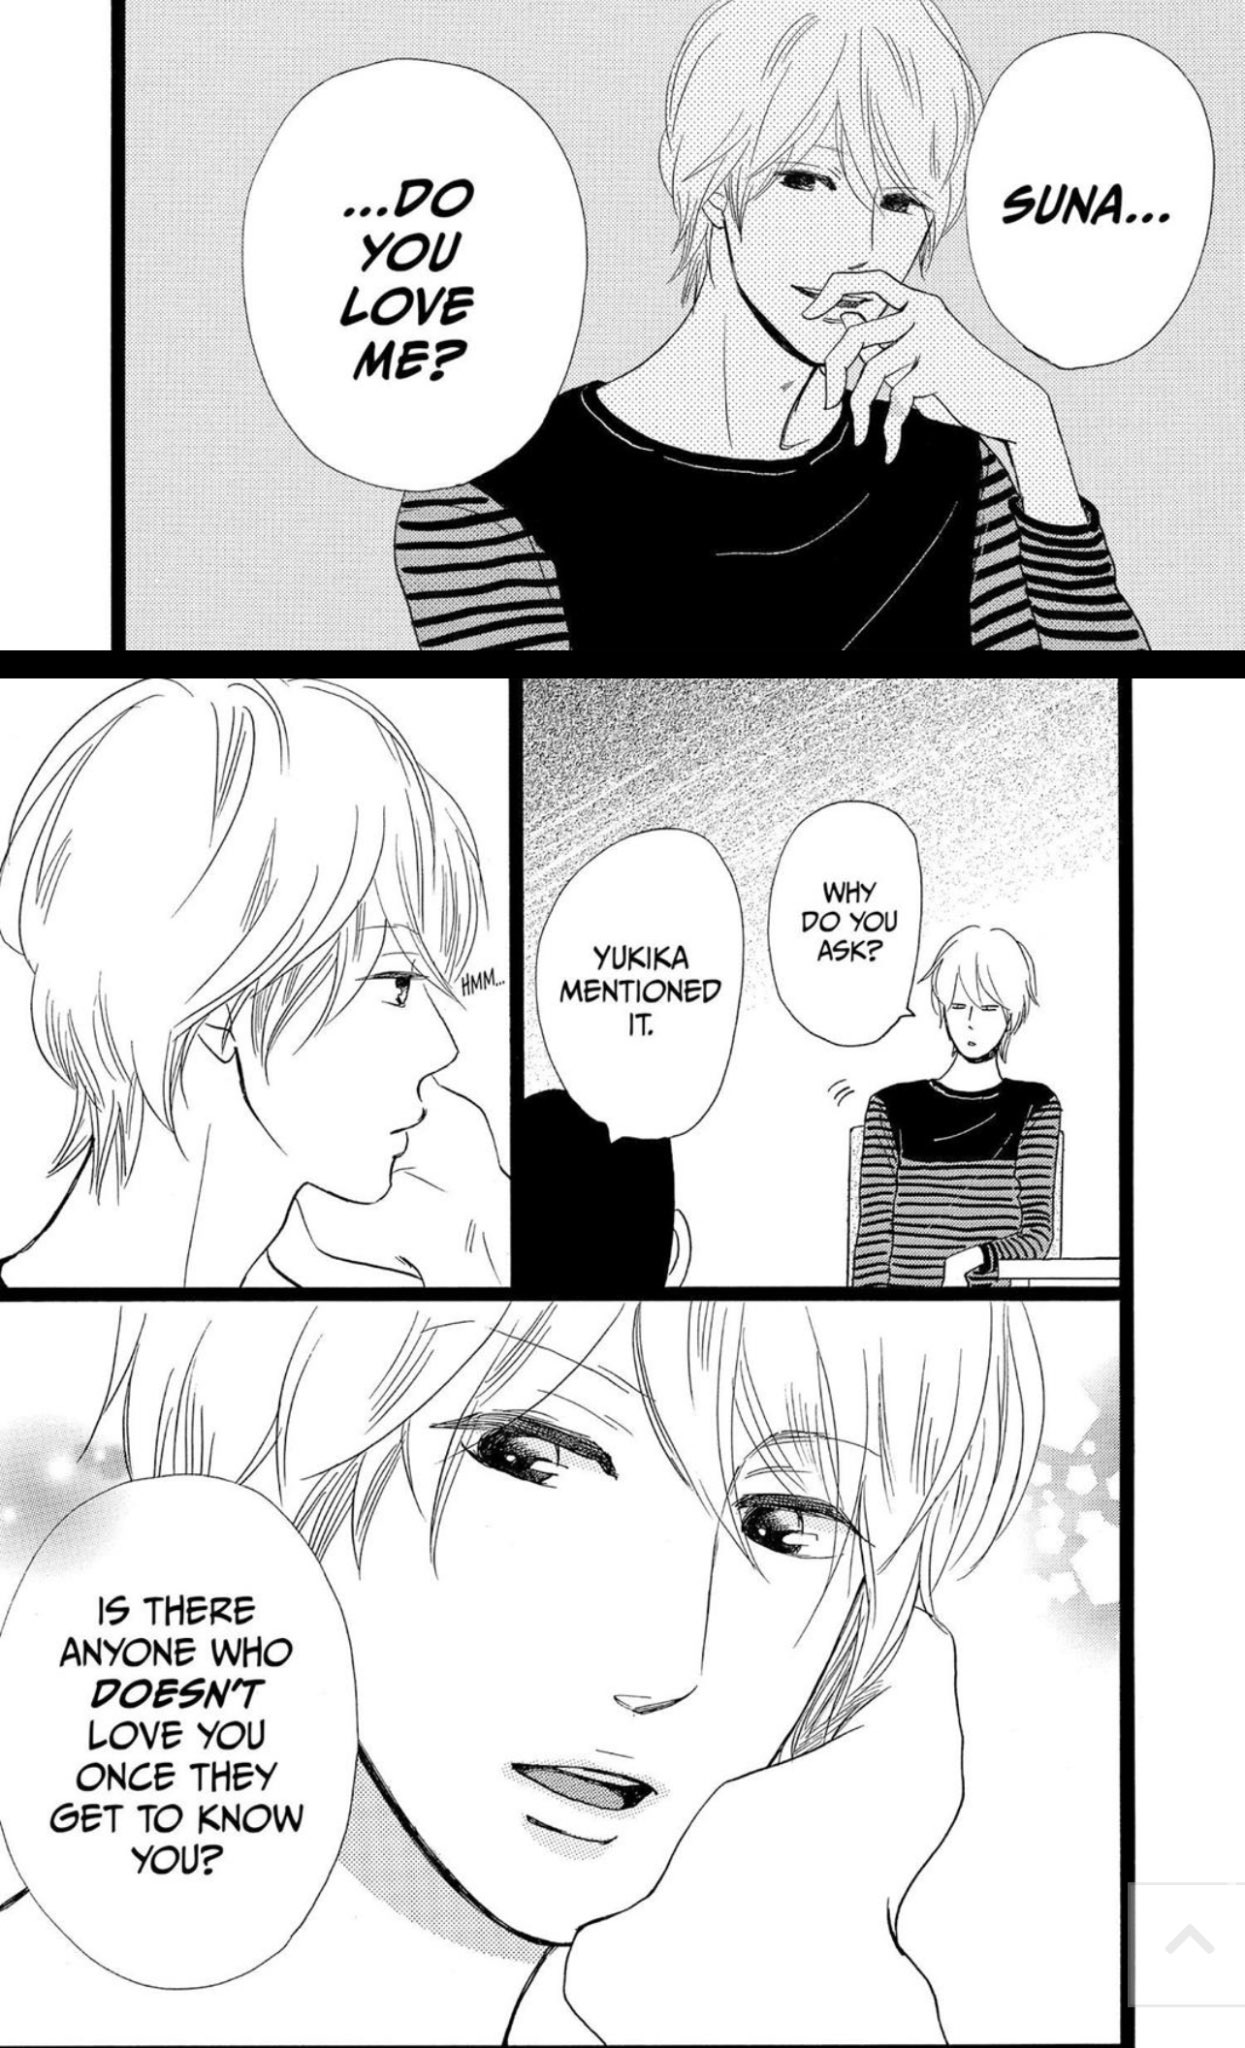 SUNA...
...DO
YOU
LOVE
ME?
WHY
DO YOU
ASK?
YUKIKA
MENTIONED
IT.
HMM...
IS THERE
ANYONE WHO
DOESN'T
LOVE YOU
ONCE THEY
GET TO KNOW
YOU?